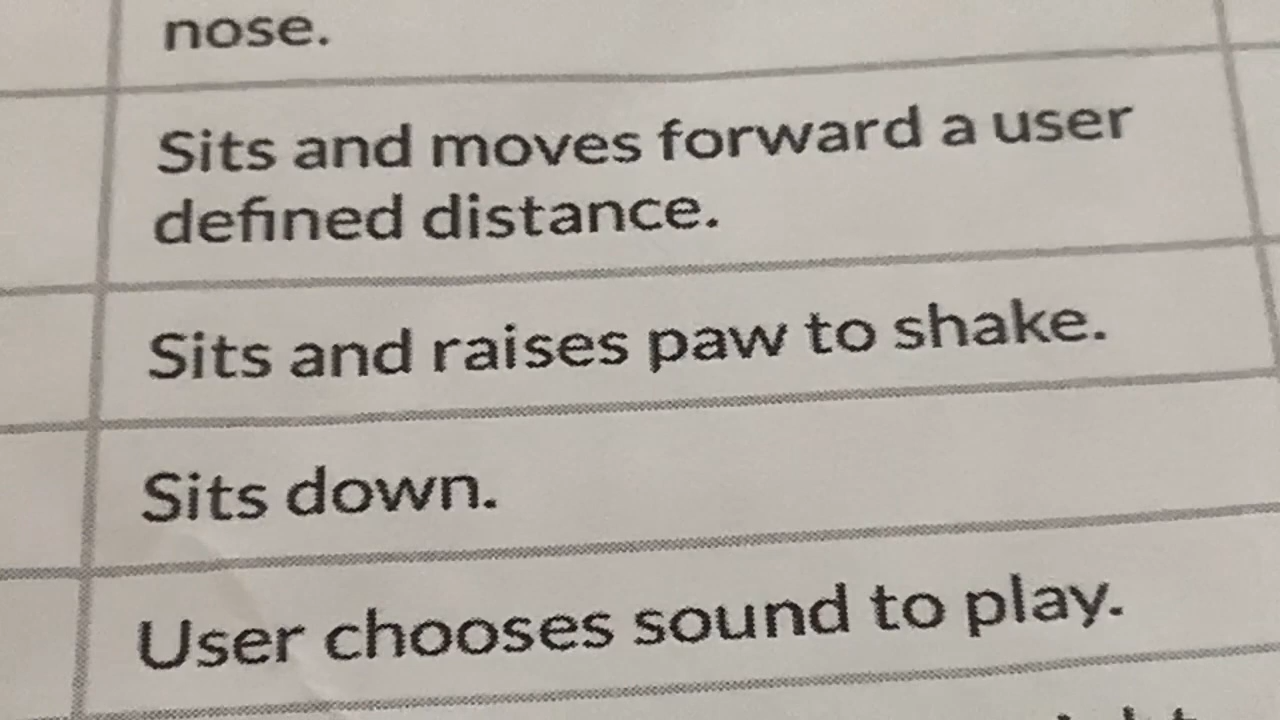 nose.
Sits and moves forward a user
defined distance.
Sits and raises paw to shake.
Sits down.
User chooses sound to play.